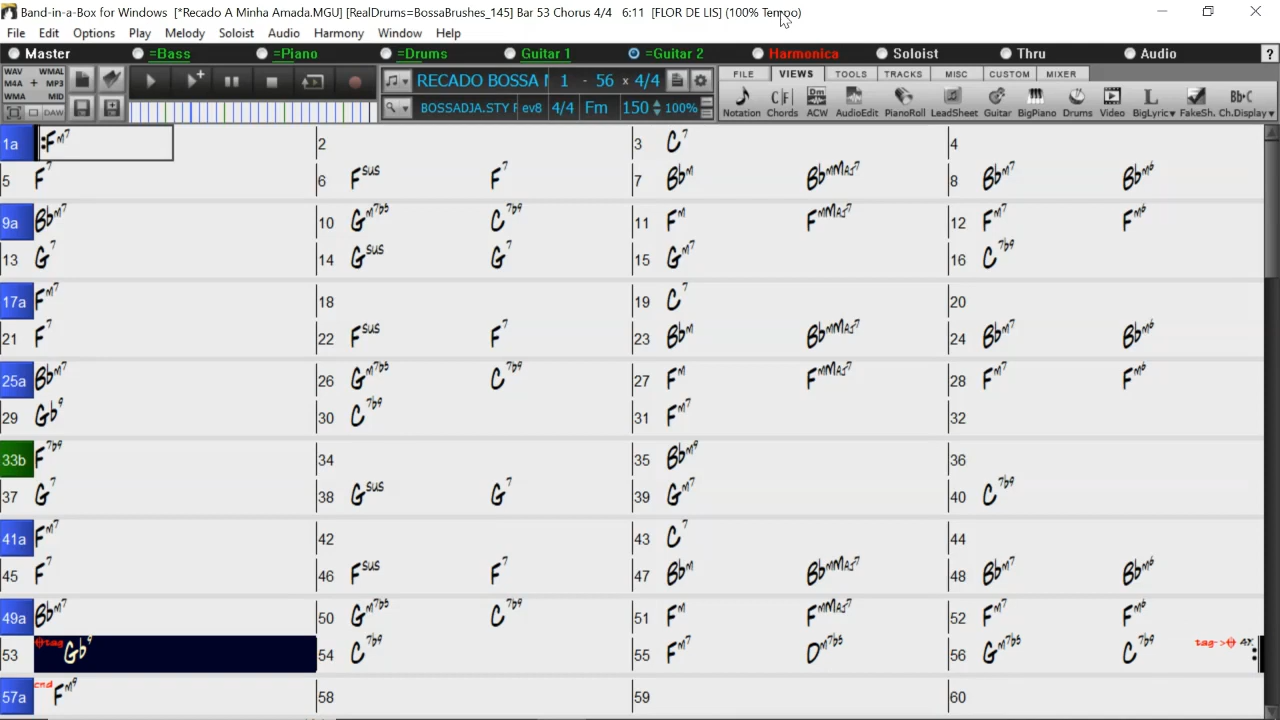 Band-in-a-Box for Windows [*Recado A Minha Amada.MGU] [RealDrums=BossaBrushes_145] Bar 53 Chorus 4/4 6:11 [FLOR DE LIS] (100% Tempo)
File Edit Options Play Melody Soloist Audio Harmony Window Help
Master =Bass =Piano =Drums Guitar 1 =Guitar 2 Harmonica Soloist Thru Audio ?
WAV WMAL
M4A + MP3
WMA MID
DAW
RECADO BOSSA 1 - 56 x 4/4
BOSSADJA.STY ev8 4/4 Fm 150 100%
FILE VIEWS TOOLS TRACKS MISC CUSTOM MIXER
Notation Chords ACW AudioEdit PianoRoll LeadSheet Guitar BigPiano Drums Video BigLyric FakeSh. Ch.Display
1a :Fm7 2 3 C7 4
5 F7 6 Fsus F7 7 Bbm BbmMaj7 8 Bbm7 Bbm6
9a Bbm7 10 Gm7b5 C7b9 11 Fm FmMaj7 12 Fm7 Fm6
13 G7 14 Gsus G7 15 Gm7 16 C7b9
17a Fm7 18 19 C7 20
21 F7 22 Fsus F7 23 Bbm BbmMaj7 24 Bbm7 Bbm6
25a Bbm7 26 Gm7b5 C7b9 27 Fm FmMaj7 28 Fm7 Fm6
29 Gb9 30 C7b9 31 Fm7 32
33b F7b9 34 35 Bbm9 36
37 G7 38 Gsus G7 39 Gm7 40 C7b9
41a Fm7 42 43 C7 44
45 F7 46 Fsus F7 47 Bbm BbmMaj7 48 Bbm7 Bbm6
49a Bbm7 50 Gm7b5 C7b9 51 Fm FmMaj7 52 Fm7 Fm6
53 tag Gb9 54 C7b9 55 Fm7 Dm7b5 56 Gm7b5 C7b9 tag-> 4x :
57a end Fm9 58 59 60